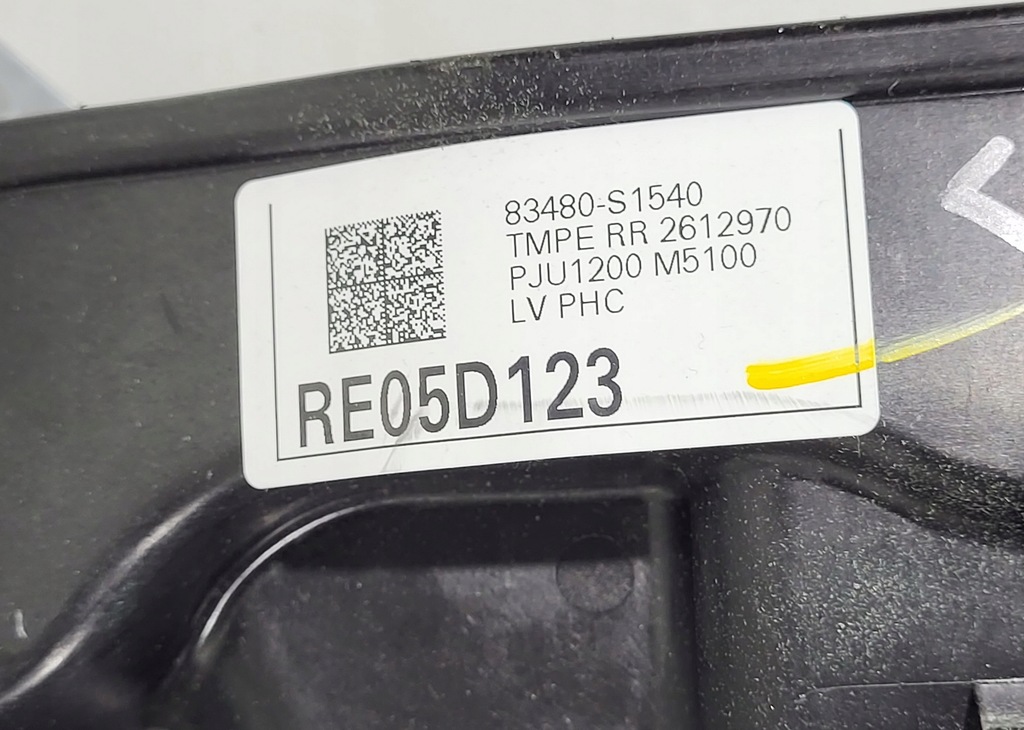 83480-S1540
TMPE RR 2612970
PJU1200 M5100
LV PHC
RE05D123